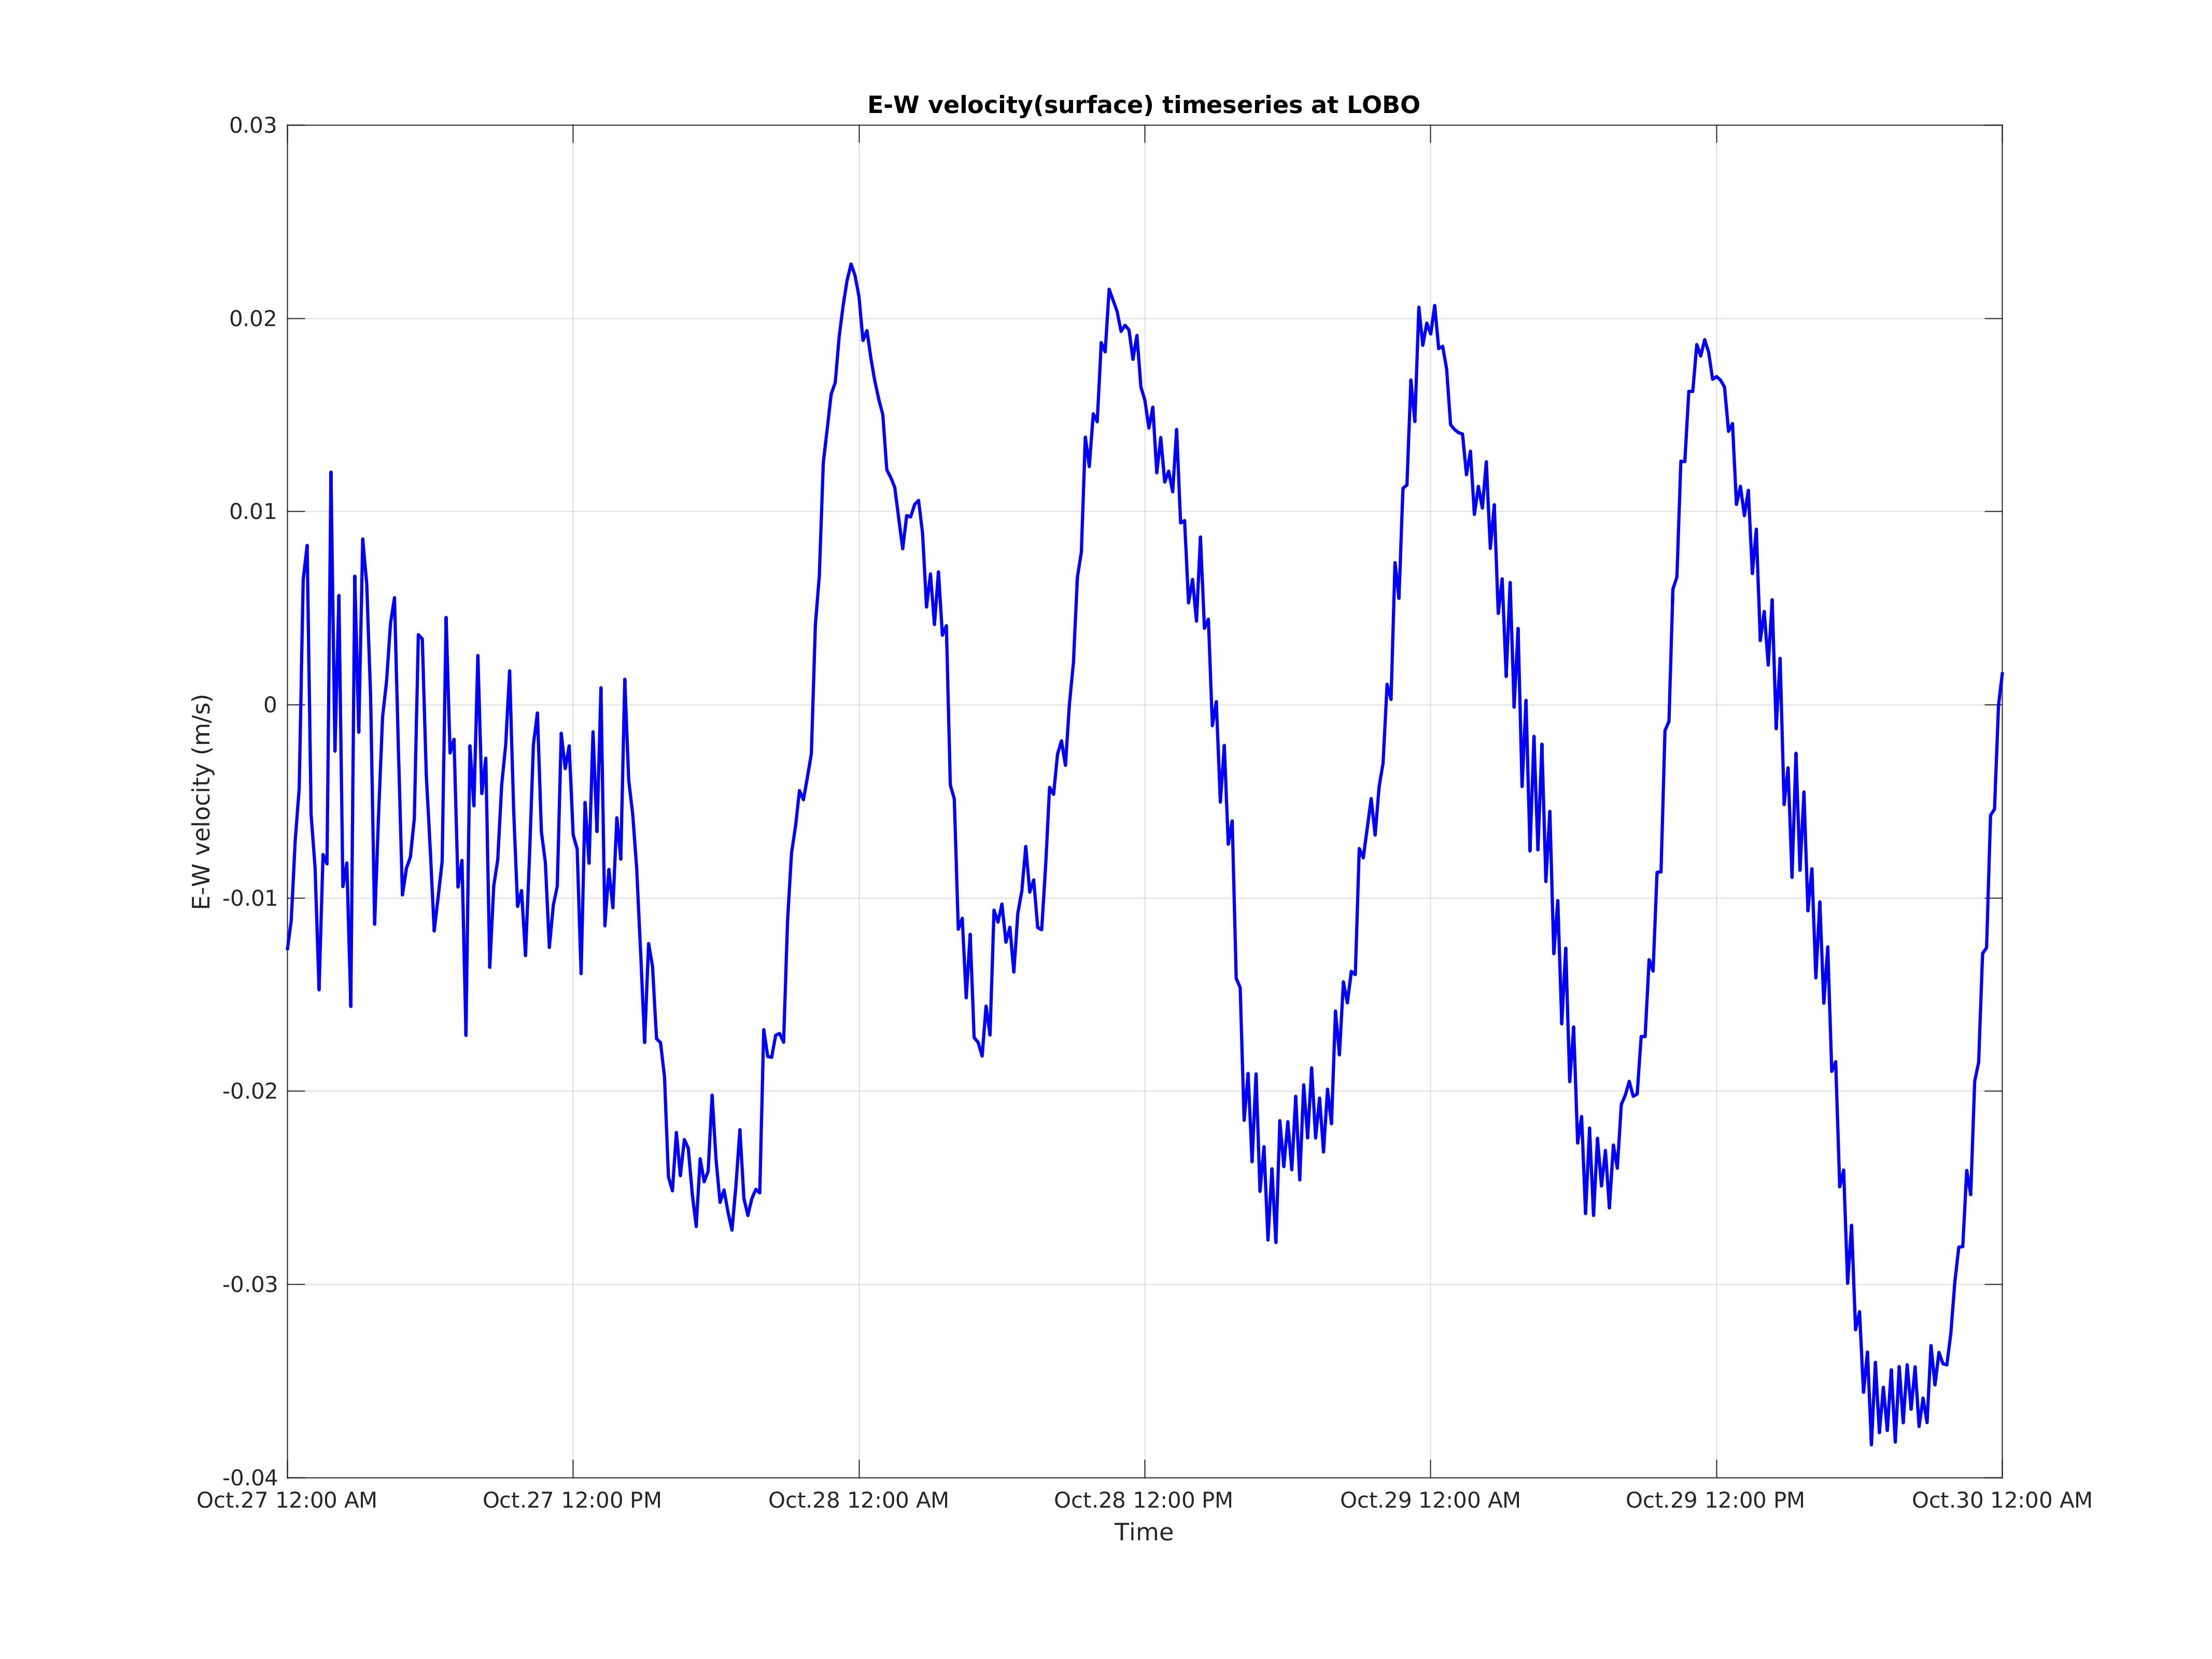 E-W velocity(surface) timeseries at LOBO
0.03
0.02
0.01
0
-0.01
-0.02
-0.03
-0.04
E-W velocity (m/s)
Oct.27 12:00 AM
Oct.27 12:00 PM
Oct.28 12:00 AM
Oct.28 12:00 PM
Oct.29 12:00 AM
Oct.29 12:00 PM
Oct.30 12:00 AM
Time